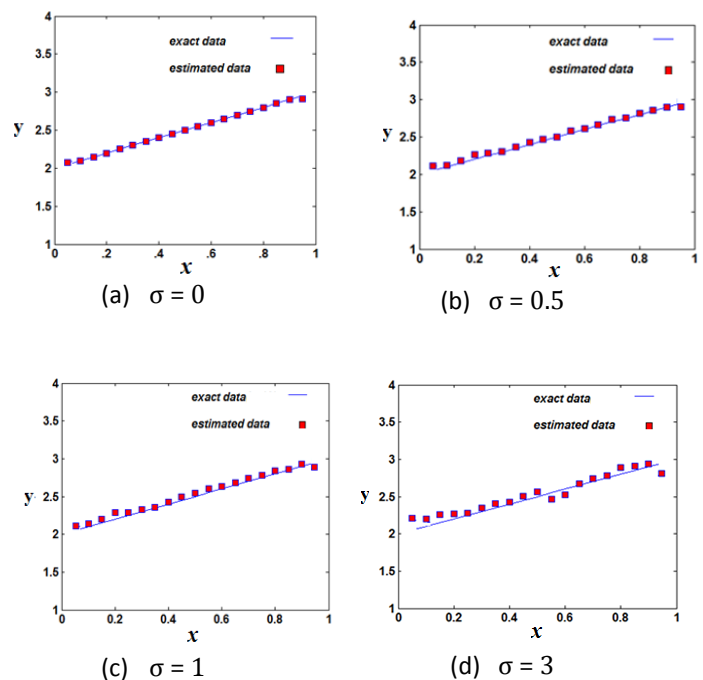 4
exact data
3.5
estimated data
3
y
2.5
2
1.5
1
0 .2 .4 .6 .8 1
x
(a) σ = 0
4
exact data
3.5
estimated data
3
y
2.5
2
1.5
1
0 0.2 0.4 0.6 0.8 1
x
(b) σ = 0.5
4
exact data
3.5
estimated data
3
y
2.5
2
1.5
1
0 0.2 0.4 0.6 0.8 1
x
(c) σ = 1
4
exact data
3.5
estimated data
3
y
2.5
2
1.5
1
0 0.2 0.4 0.6 0.8 1
x
(d) σ = 3